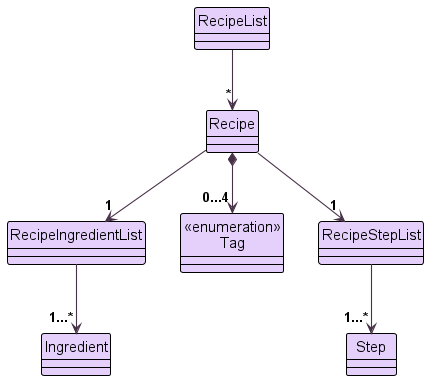 RecipeList
*
Recipe
1
0...4
1
RecipeIngredientList
«enumeration»
Tag
RecipeStepList
1...*
1...*
Ingredient
Step